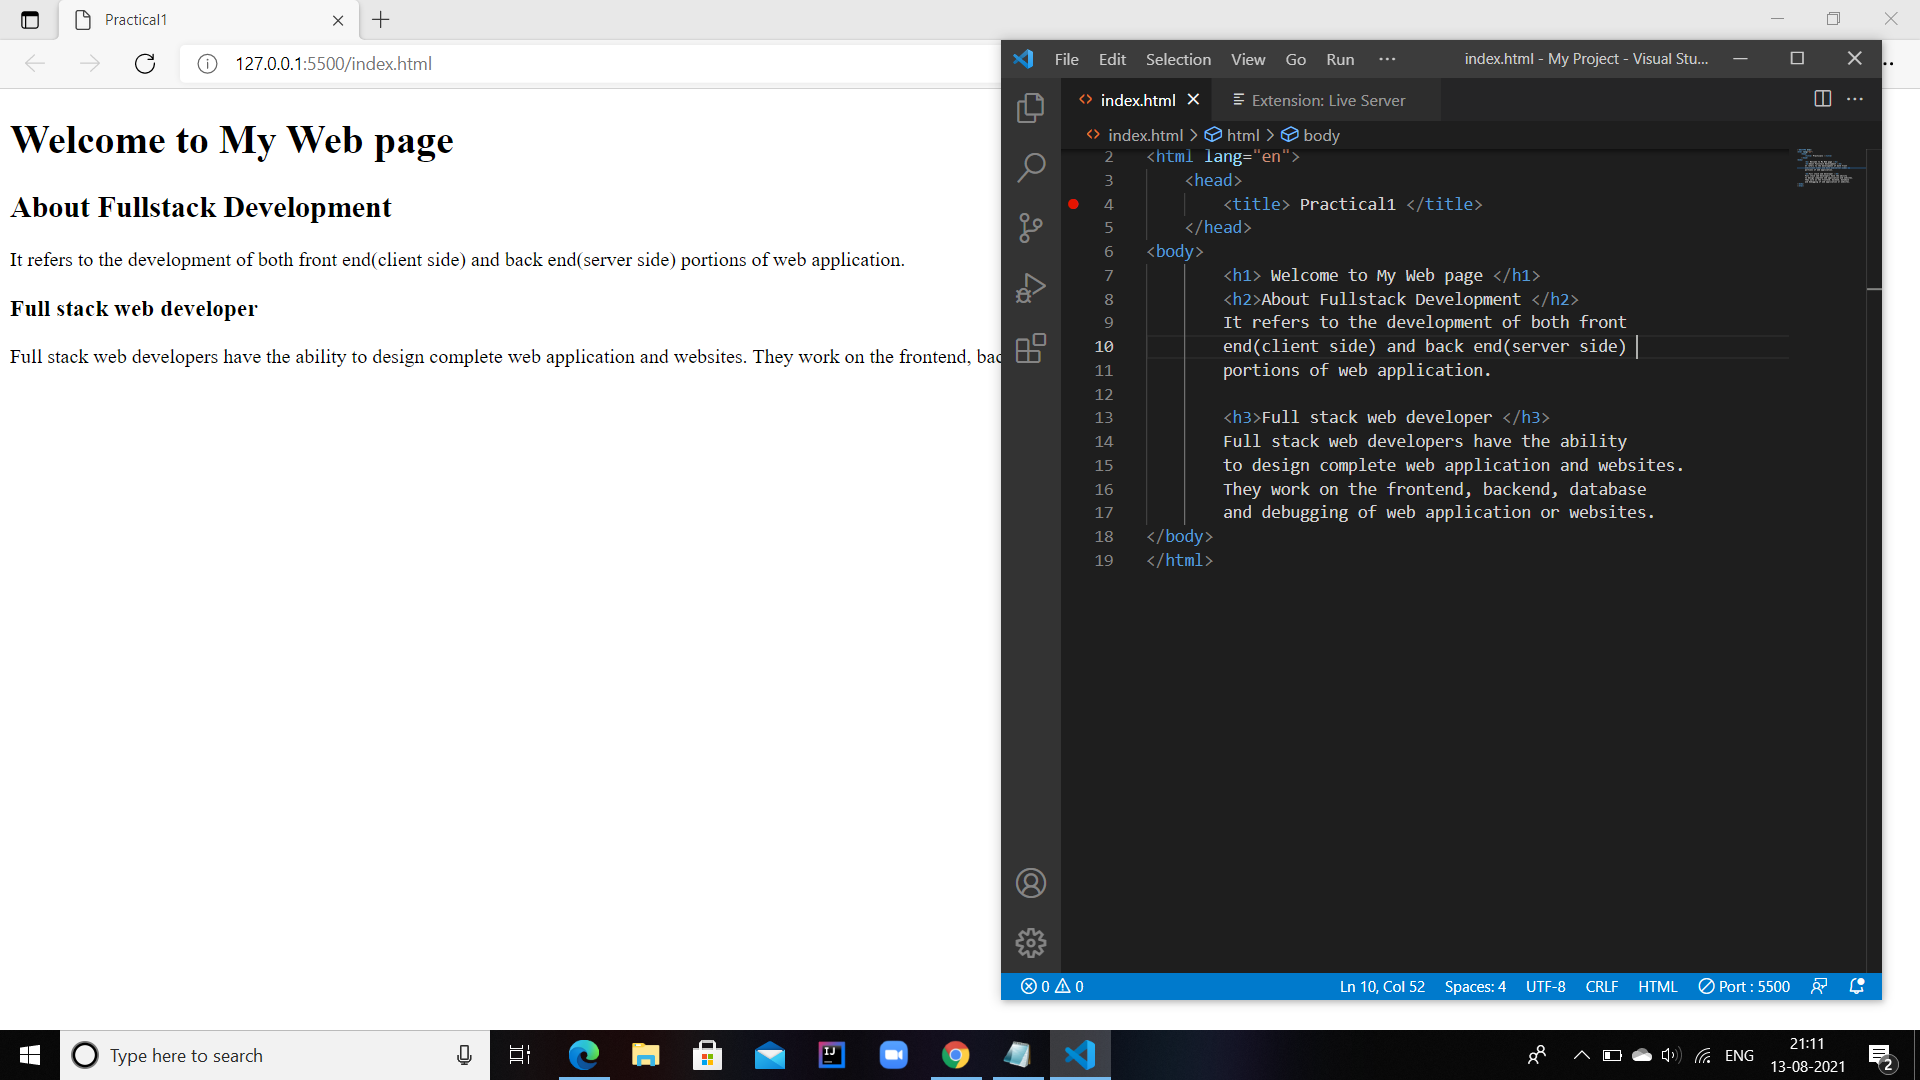 Practical1
127.0.0.1:5500/index.html
Welcome to My Web page
About Fullstack Development
It refers to the development of both front end(client side) and back end(server side) portions of web application.
Full stack web developer
Full stack web developers have the ability to design complete web application and websites. They work on the frontend, bac
File Edit Selection View Go Run ··· index.html - My Project - Visual Stu...
index.html Extension: Live Server
index.html > html > body
2 <html lang="en">
3 <head>
4 <title> Practical1 </title>
5 </head>
6 <body>
7 <h1> Welcome to My Web page </h1>
8 <h2>About Fullstack Development </h2>
9 It refers to the development of both front
10 end(client side) and back end(server side)
11 portions of web application.
12
13 <h3>Full stack web developer </h3>
14 Full stack web developers have the ability
15 to design complete web application and websites.
16 They work on the frontend, backend, database
17 and debugging of web application or websites.
18 </body>
19 </html>
0 0 Ln 10, Col 52 Spaces: 4 UTF-8 CRLF HTML Port : 5500
Type here to search
IJ
ENG
21:11
13-08-2021
2